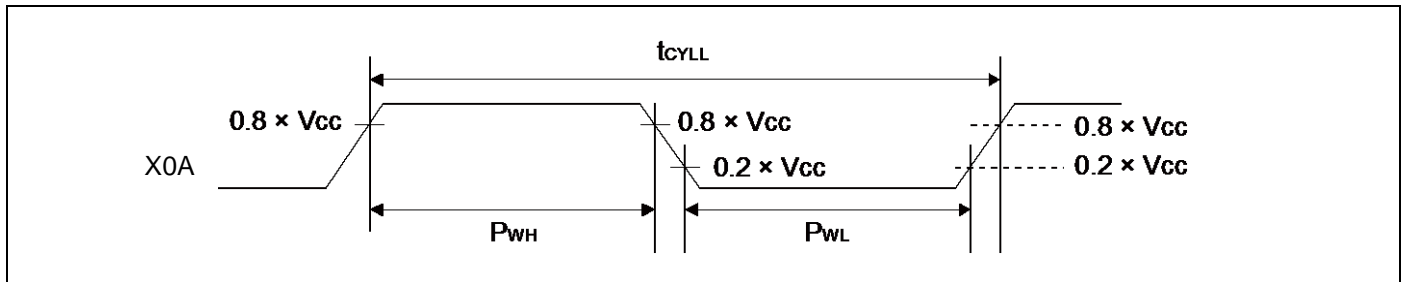 tCYLL
0.8 × Vcc
0.8 × Vcc
0.8 × Vcc
X0A
0.2 × Vcc
0.2 × Vcc
PWH
PWL